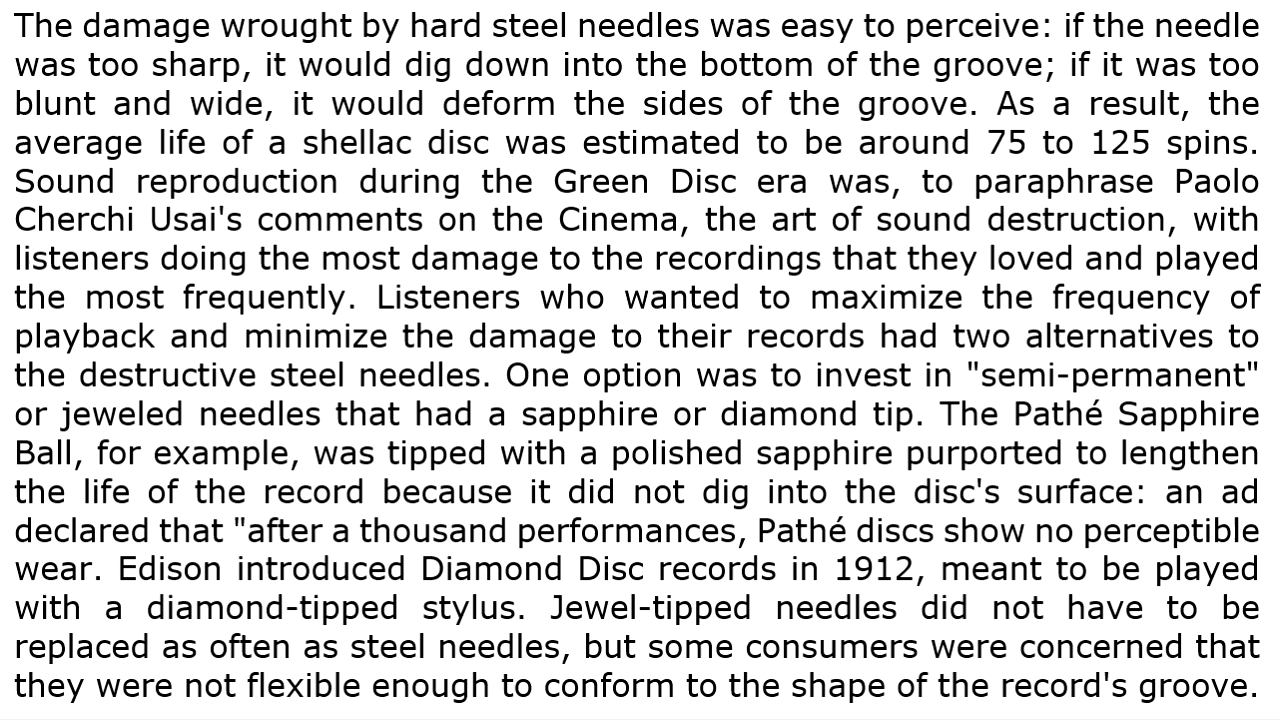 The damage wrought by hard steel needles was easy to perceive: if the needle
was too sharp, it would dig down into the bottom of the groove; if it was too
blunt and wide, it would deform the sides of the groove. As a result, the
average life of a shellac disc was estimated to be around 75 to 125 spins.
Sound reproduction during the Green Disc era was, to paraphrase Paolo
Cherchi Usai's comments on the Cinema, the art of sound destruction, with
listeners doing the most damage to the recordings that they loved and played
the most frequently. Listeners who wanted to maximize the frequency of
playback and minimize the damage to their records had two alternatives to
the destructive steel needles. One option was to invest in "semi-permanent"
or jeweled needles that had a sapphire or diamond tip. The Pathé Sapphire
Ball, for example, was tipped with a polished sapphire purported to lengthen
the life of the record because it did not dig into the disc's surface: an ad
declared that "after a thousand performances, Pathé discs show no perceptible
wear. Edison introduced Diamond Disc records in 1912, meant to be played
with a diamond-tipped stylus. Jewel-tipped needles did not have to be
replaced as often as steel needles, but some consumers were concerned that
they were not flexible enough to conform to the shape of the record's groove.